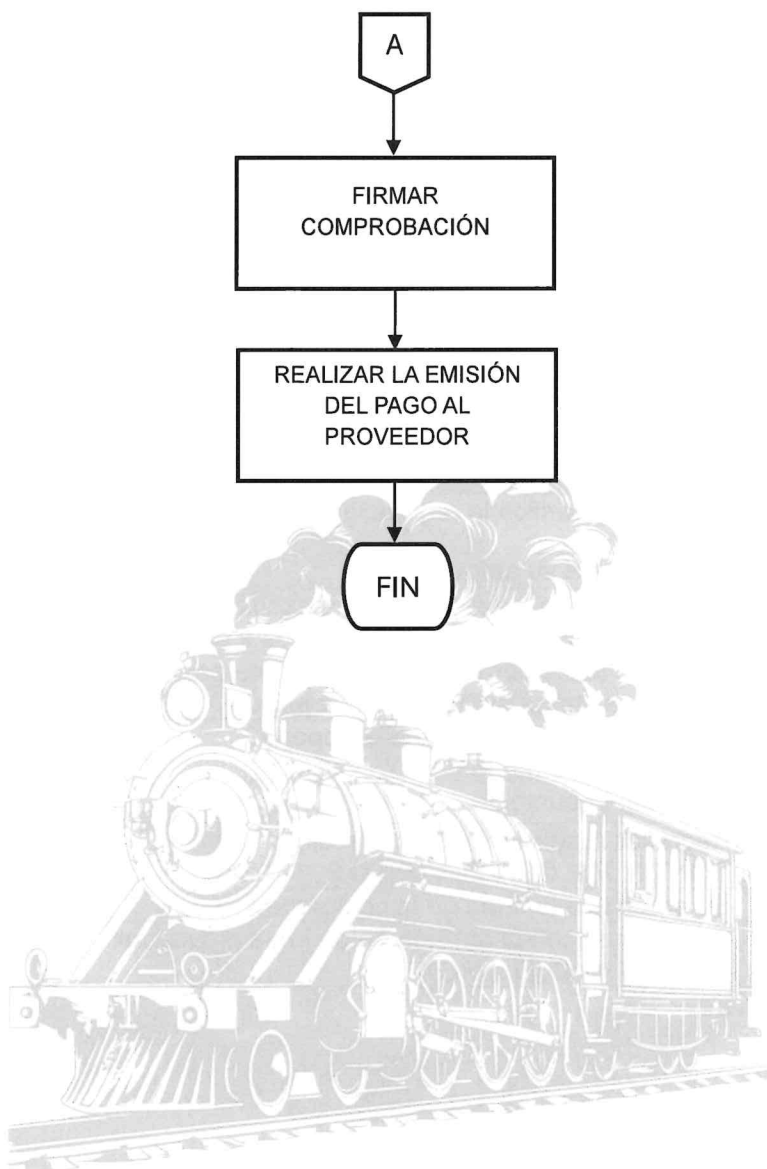 A
FIRMAR
COMPROBACIÓN
REALIZAR LA EMISIÓN
DEL PAGO AL
PROVEEDOR
FIN